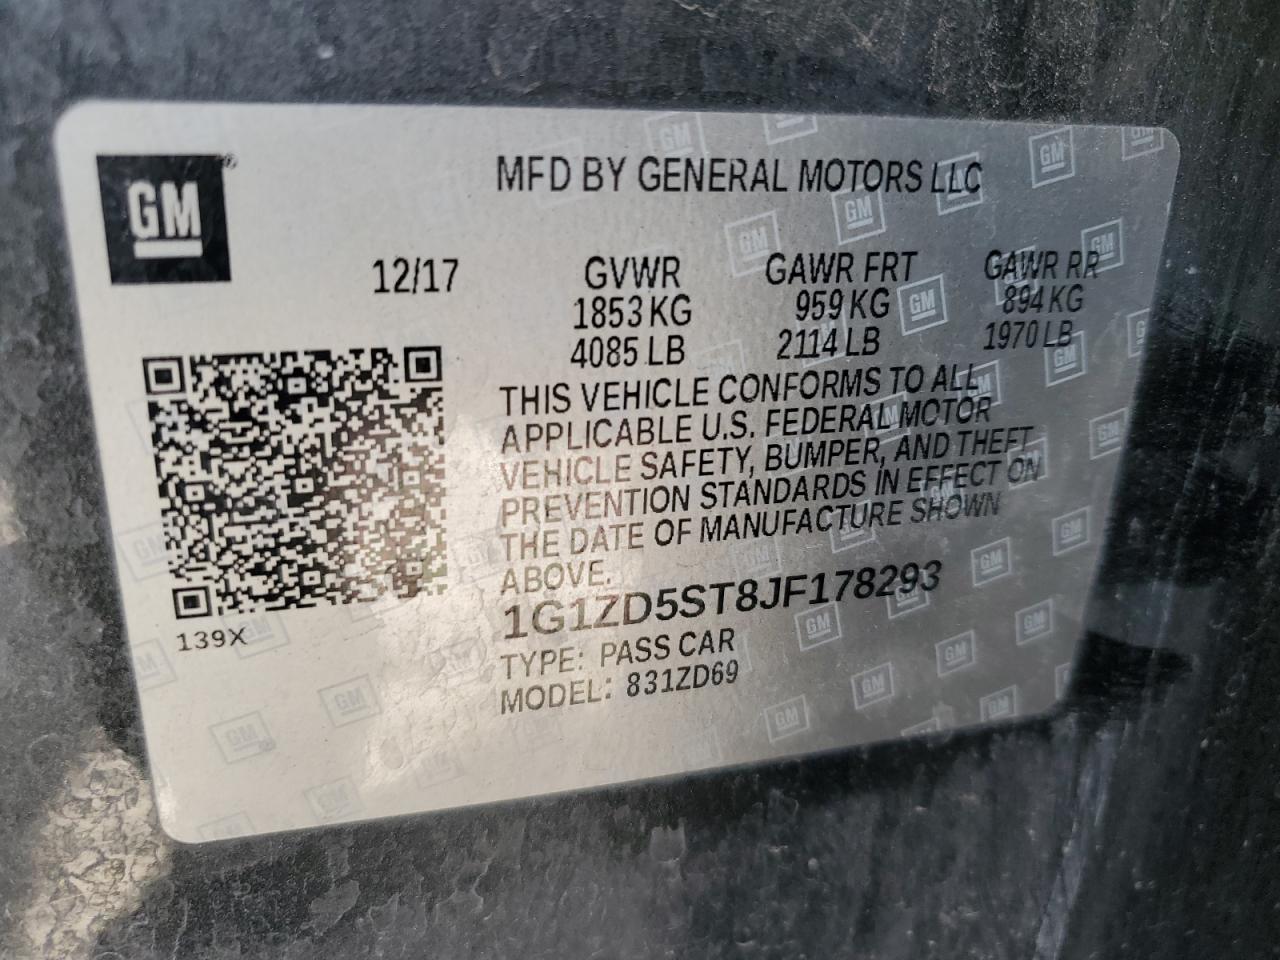 GM®
MFD BY GENERAL MOTORS LLC
12/17
GVWR
1853 KG
4085 LB
GAWR FRT
959 KG
2114 LB
GAWR RR
894 KG
1970 LB
THIS VEHICLE CONFORMS TO ALL
APPLICABLE U.S. FEDERAL MOTOR
VEHICLE SAFETY, BUMPER, AND THEFT
PREVENTION STANDARDS IN EFFECT ON
THE DATE OF MANUFACTURE SHOWN
ABOVE.
1G1ZD5ST8JF178293
TYPE: PASS CAR
MODEL: 831ZD69
139X